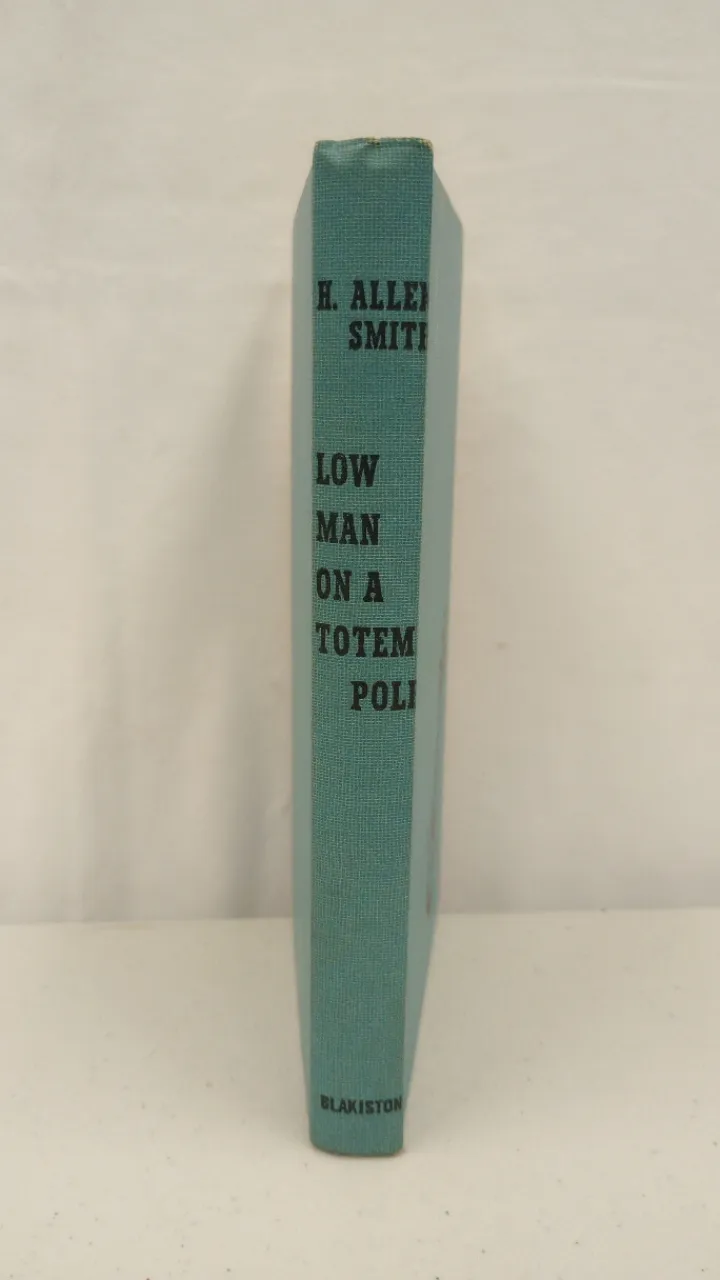 H. ALLEN
SMITH
LOW
MAN
ON A
TOTEM
POLE
BLAKISTON